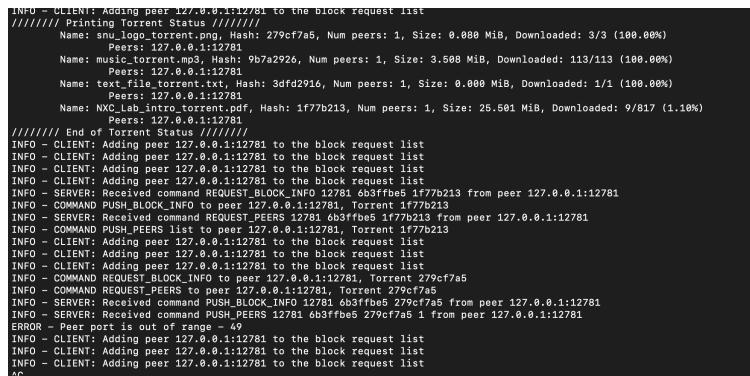 INFO – CLIENT: Adding peer 127.0.0.1:12781 to the block request list
//////// Printing Torrent Status ////////
Name: snu_logo_torrent.png, Hash: 279cf7a5, Num peers: 1, Size: 0.080 MiB, Downloaded: 3/3 (100.00%)
Peers: 127.0.0.1:12781
Name: music_torrent.mp3, Hash: 9b7a2926, Num peers: 1, Size: 3.508 MiB, Downloaded: 113/113 (100.00%)
Peers: 127.0.0.1:12781
Name: text_file_torrent.txt, Hash: 3dfd2916, Num peers: 1, Size: 0.000 MiB, Downloaded: 1/1 (100.00%)
Peers: 127.0.0.1:12781
Name: NXC_Lab_intro_torrent.pdf, Hash: 1f77b213, Num peers: 1, Size: 25.501 MiB, Downloaded: 9/817 (1.10%)
Peers: 127.0.0.1:12781
//////// End of Torrent Status ////////
INFO – CLIENT: Adding peer 127.0.0.1:12781 to the block request list
INFO – CLIENT: Adding peer 127.0.0.1:12781 to the block request list
INFO – CLIENT: Adding peer 127.0.0.1:12781 to the block request list
INFO – CLIENT: Adding peer 127.0.0.1:12781 to the block request list
INFO – SERVER: Received command REQUEST_BLOCK_INFO 12781 6b3ffbe5 1f77b213 from peer 127.0.0.1:12781
INFO – COMMAND PUSH_BLOCK_INFO to peer 127.0.0.1:12781, Torrent 1f77b213
INFO – SERVER: Received command REQUEST_PEERS 12781 6b3ffbe5 1f77b213 from peer 127.0.0.1:12781
INFO – COMMAND PUSH_PEERS list to peer 127.0.0.1:12781, Torrent 1f77b213
INFO – CLIENT: Adding peer 127.0.0.1:12781 to the block request list
INFO – CLIENT: Adding peer 127.0.0.1:12781 to the block request list
INFO – CLIENT: Adding peer 127.0.0.1:12781 to the block request list
INFO – COMMAND REQUEST_BLOCK_INFO to peer 127.0.0.1:12781, Torrent 279cf7a5
INFO – COMMAND REQUEST_PEERS to peer 127.0.0.1:12781, Torrent 279cf7a5
INFO – SERVER: Received command PUSH_BLOCK_INFO 12781 6b3ffbe5 279cf7a5 from peer 127.0.0.1:12781
INFO – SERVER: Received command PUSH_PEERS 12781 6b3ffbe5 279cf7a5 1 from peer 127.0.0.1:12781
ERROR – Peer port is out of range – 49
INFO – CLIENT: Adding peer 127.0.0.1:12781 to the block request list
INFO – CLIENT: Adding peer 127.0.0.1:12781 to the block request list
INFO – CLIENT: Adding peer 127.0.0.1:12781 to the block request list